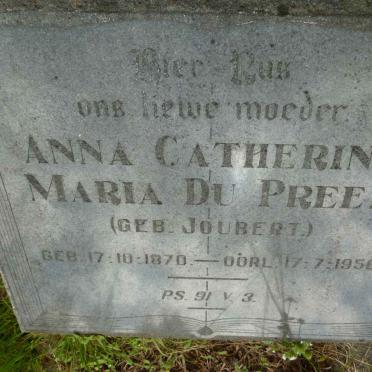 Hier Rus
ons liewe moeder
ANNA CATHERIN
MARIA DU PREE
(GEB. JOUBERT.)
GEB. 17·10·1870.— OORL. 17·7·1950
PS. 91 V. 3.